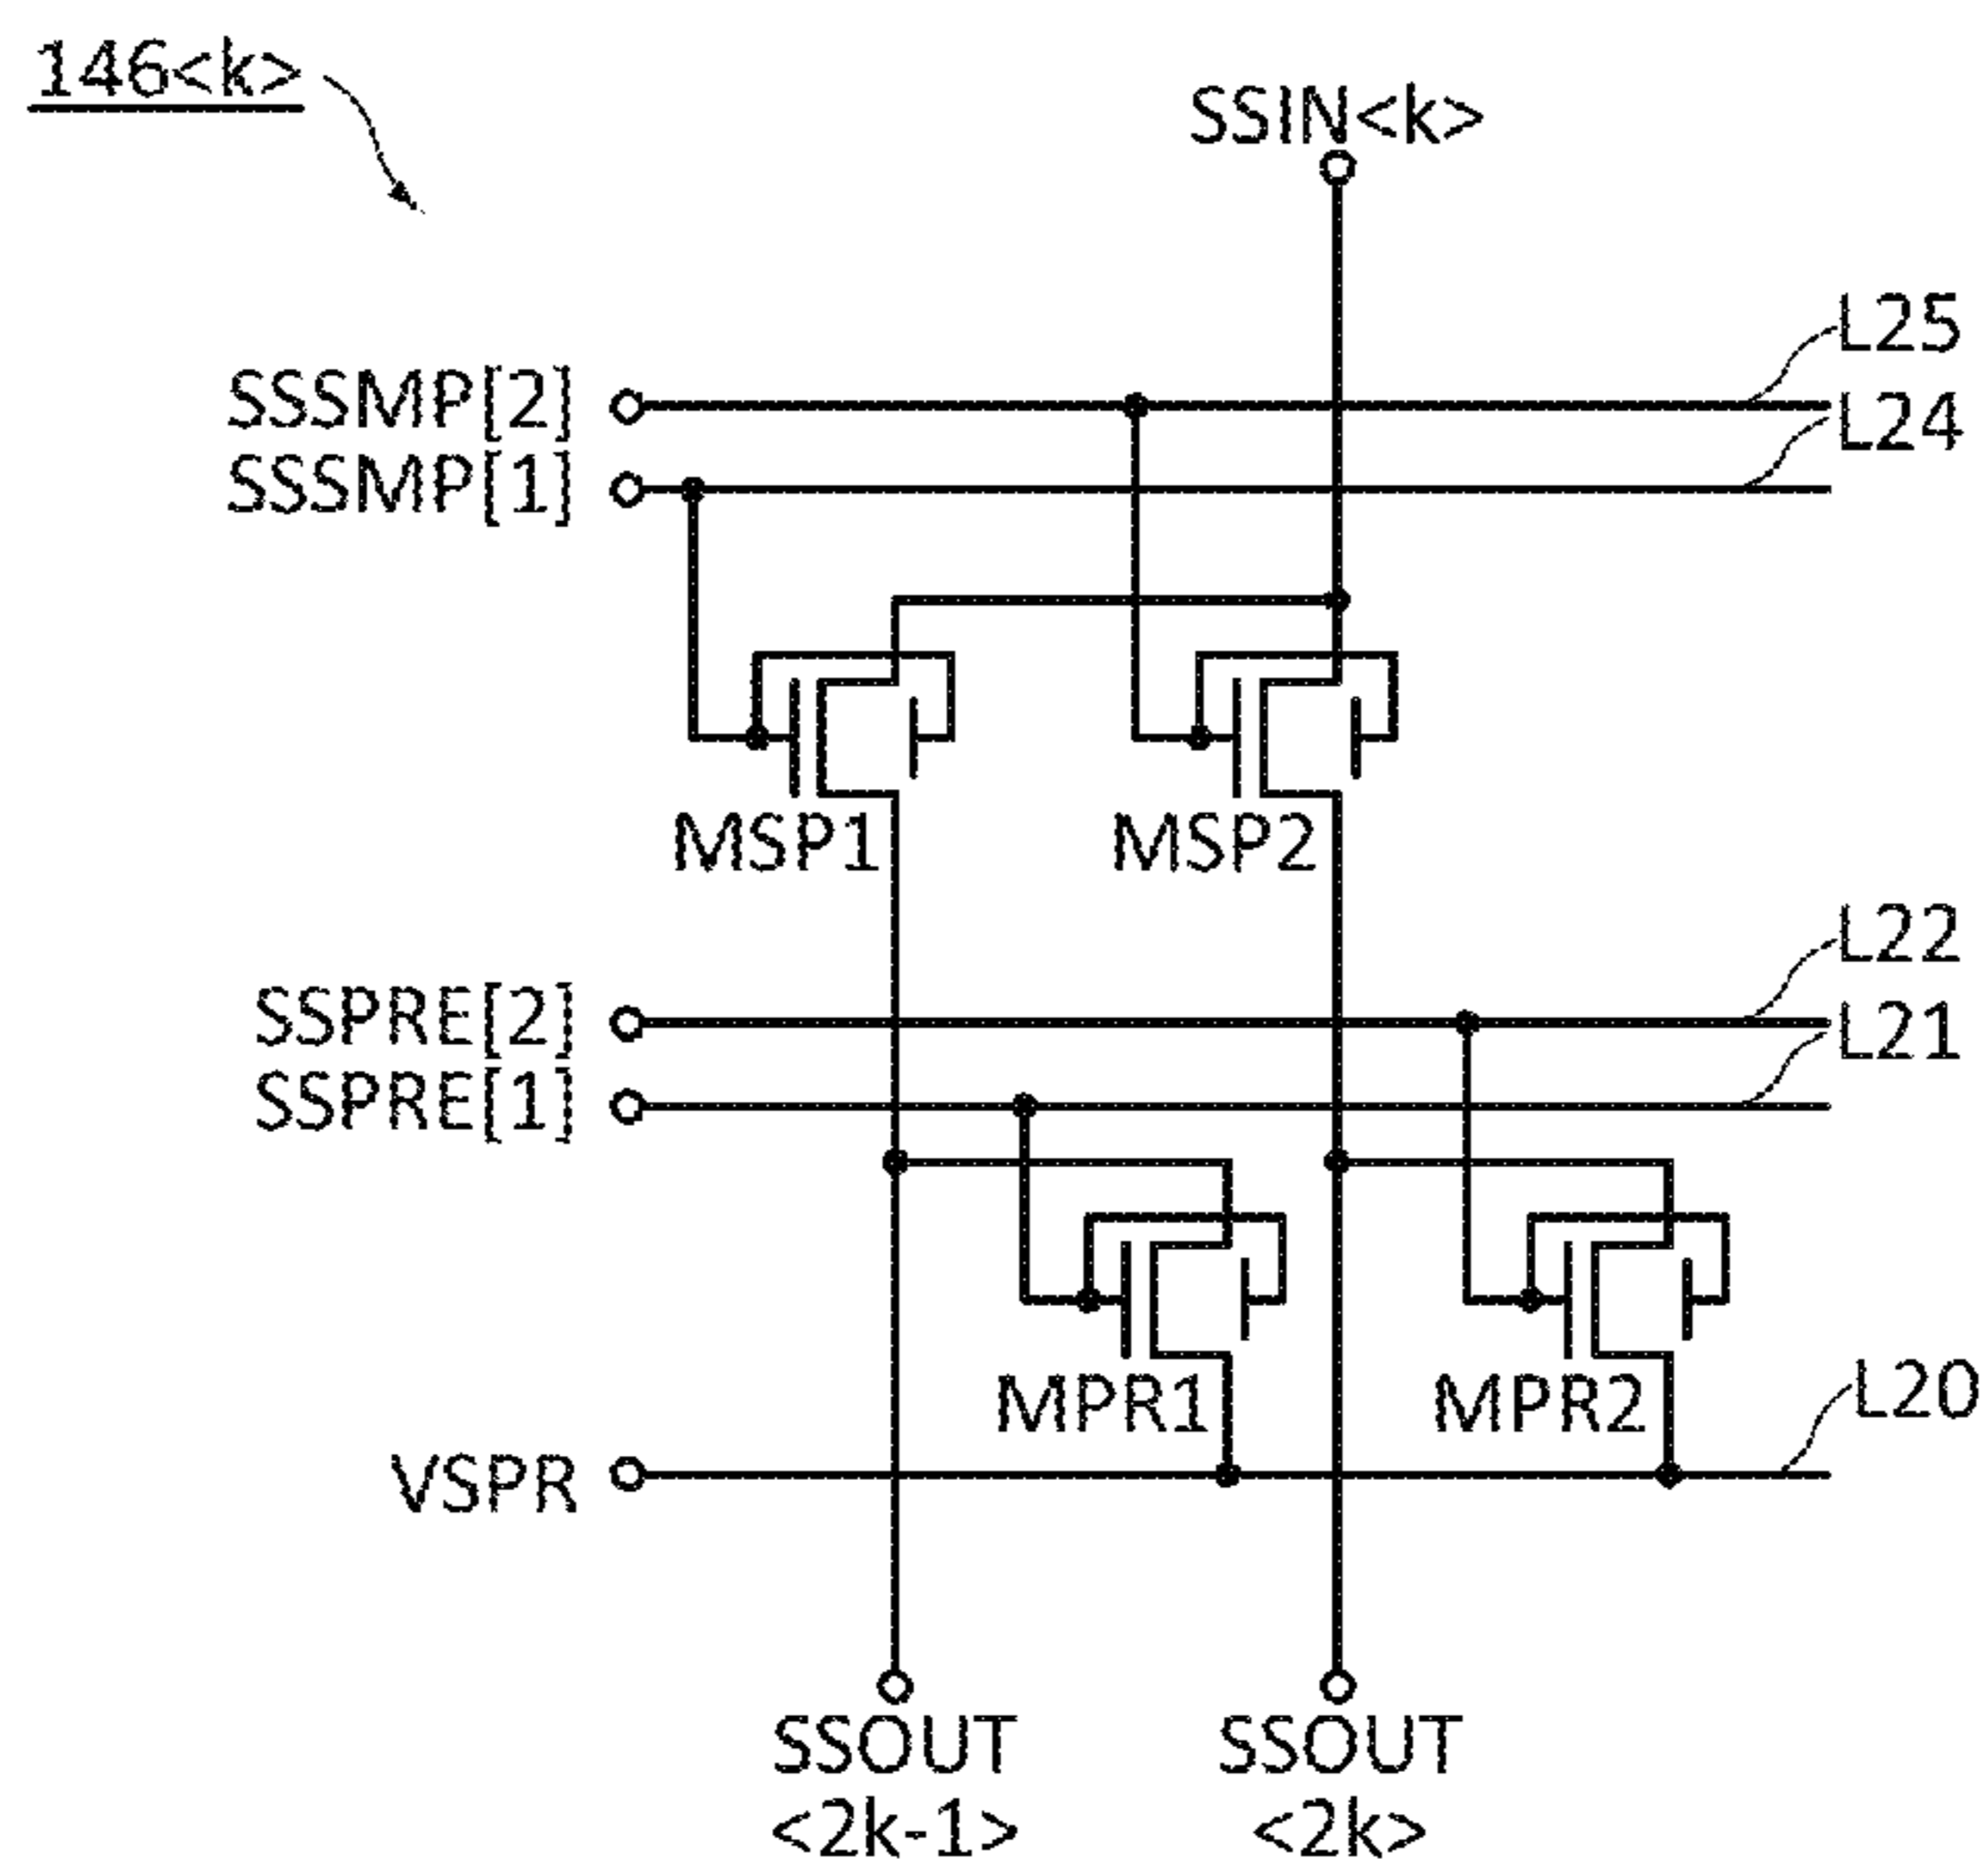 146<k>
SSIN<k>
L25
SSSMP[2]
L24
SSSMP[1]
MSP1
MSP2
L22
SSPRE[2]
L21
SSPRE[1]
MPR1
MPR2
L20
VSPR
SSOUT
<2k-1>
SSOUT
<2k>